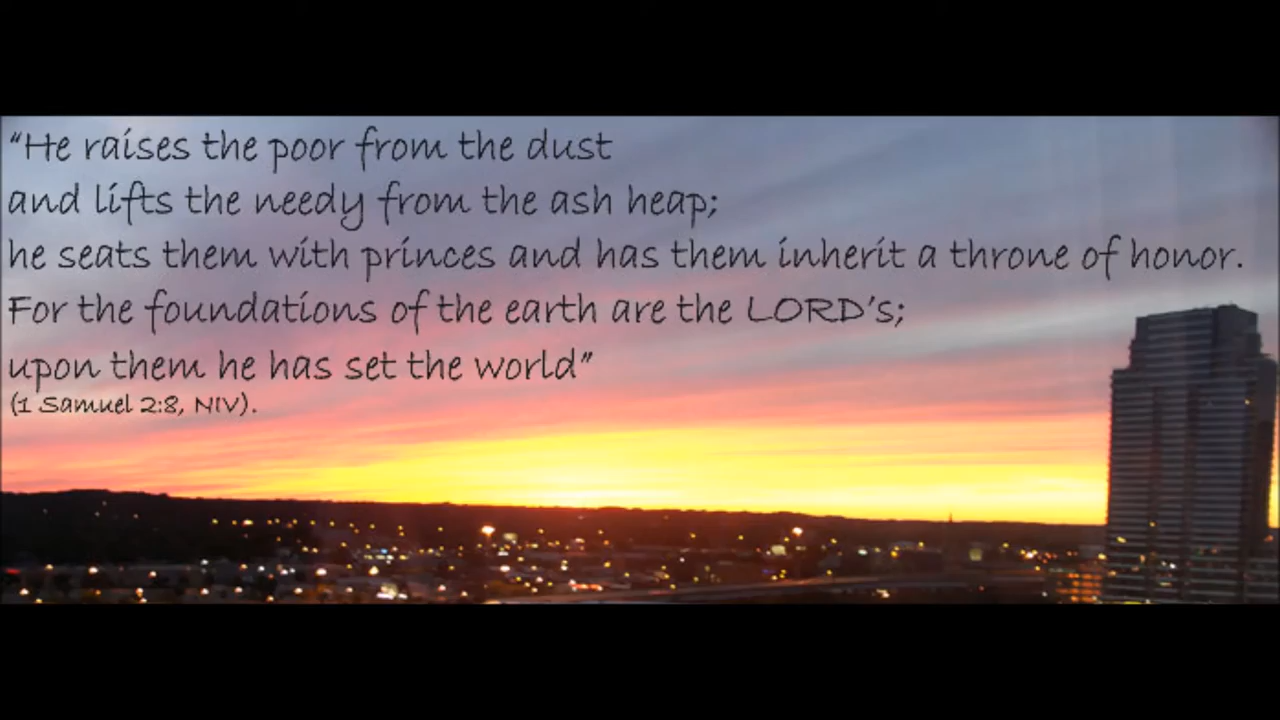 “He raises the poor from the dust
and lifts the needy from the ash heap;
he seats them with princes and has them inherit a throne of honor.
For the foundations of the earth are the LORD’s;
upon them he has set the world”
(1 Samuel 2:8, NIV).